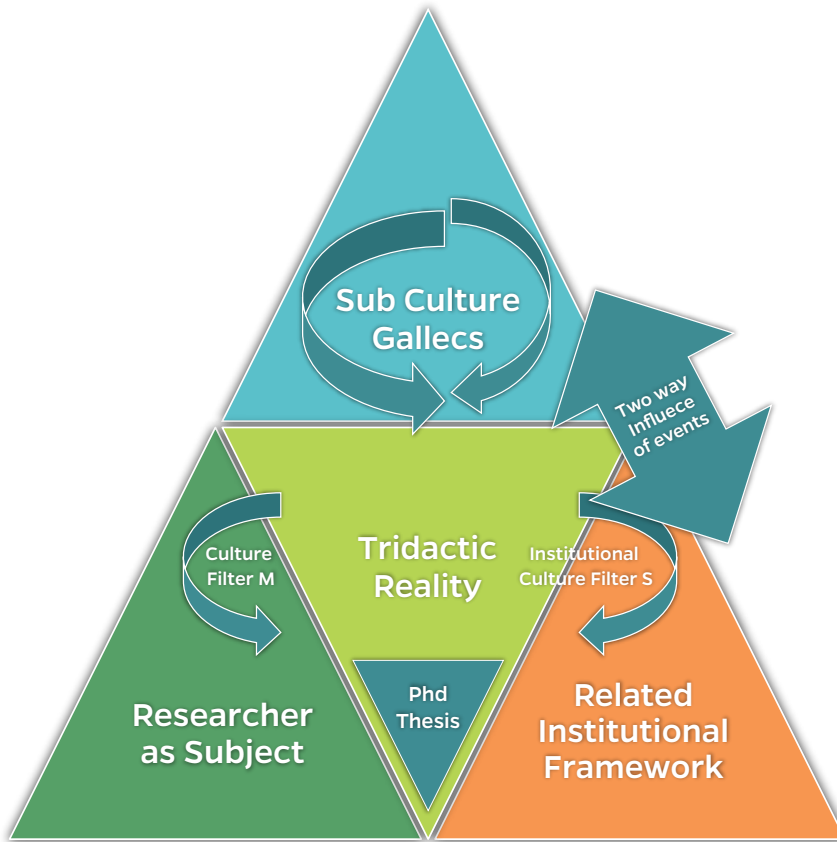 Sub Culture
Gallecs
Two way
Influece
of events
Tridactic
Reality
Culture
Filter M
Institutional
Culture Filter S
Phd
Thesis
Researcher
as Subject
Related
Institutional
Framework